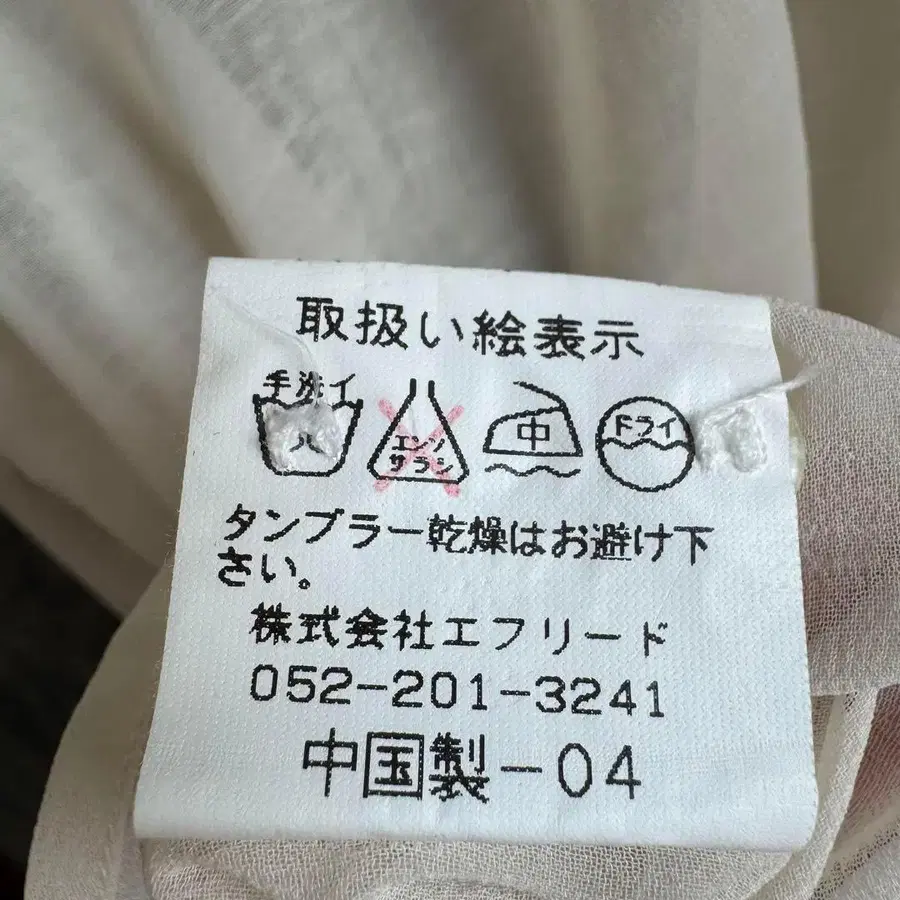 取扱い絵表示
手洗イ
エンソ
サラシ
中
ドライ
タンブラー乾燥はお避け下
さい。
株式会社エフリード
052-201-3241
中国製-04